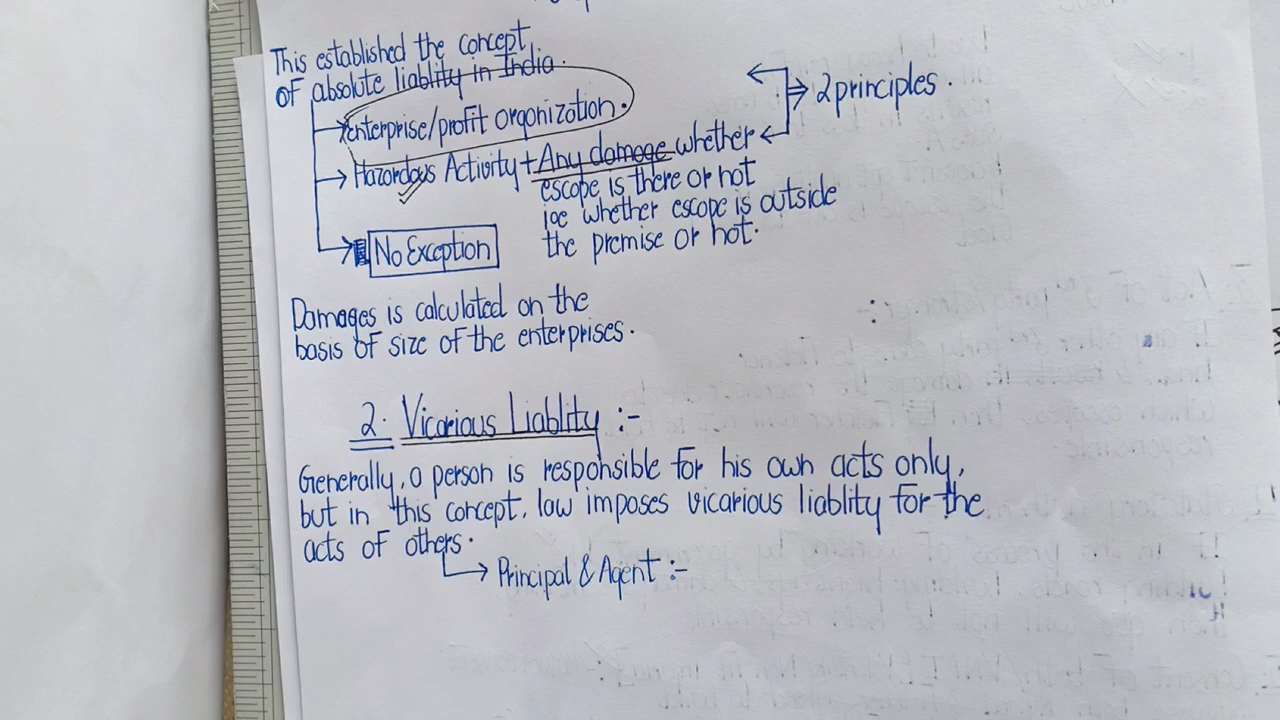 This established the concept
of absolute liablity in India.
Enterprise/profit organization.
2 principles.
Hazardous Activity + Any damage whether
escape is there or not
ie whether escape is outside
the premise or not.
No Exception
Damages is calculated on the
basis of size of the enterprises.
2. Vicarious Liablity :-
Generally, a person is responsible for his own acts only,
but in this concept, law imposes vicarious liablity for the
acts of others.
Principal & Agent :-